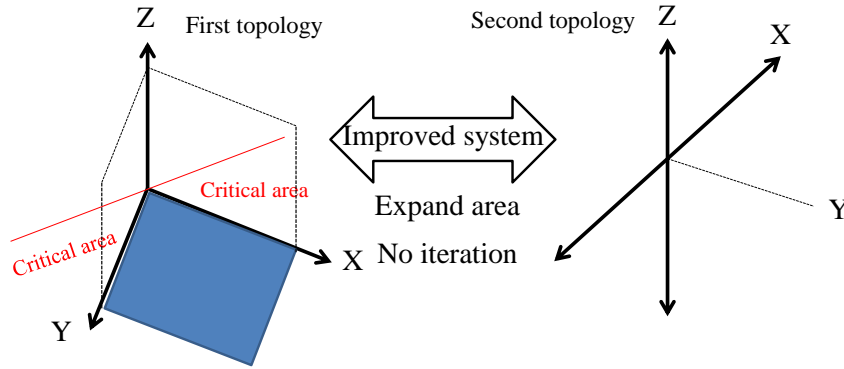 First topology
Z
Critical area
Critical area
X
Y
Improved system
Expand area
No iteration
Second topology
Z
X
Y